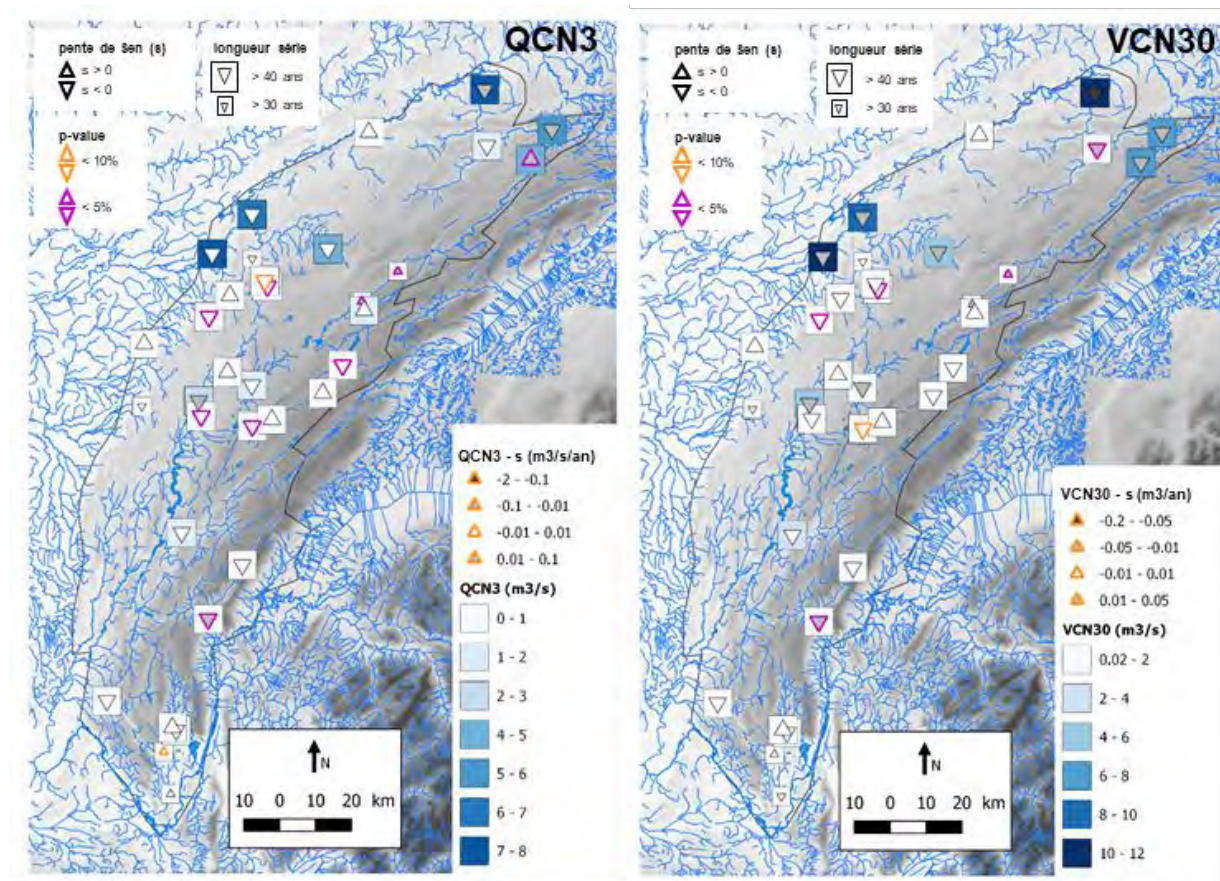 QCN3
pente de Sen (s)
s > 0
s < 0
longueur série
> 40 ans
> 30 ans
p-value
< 10%
< 5%
QCN3 - s (m3/s/an)
-2 - -0.1
-0.1 - -0.01
-0.01 - 0.01
0.01 - 0.1
QCN3 (m3/s)
0 - 1
1 - 2
2 - 3
4 - 5
5 - 6
6 - 7
7 - 8
N
10 0 10 20 km
VCN30
pente de Sen (s)
s > 0
s < 0
longueur série
> 40 ans
> 30 ans
p-value
< 10%
< 5%
VCN30 - s (m3/an)
-0.2 - -0.05
-0.05 - -0.01
-0.01 - 0.01
0.01 - 0.05
VCN30 (m3/s)
0.02 - 2
2 - 4
4 - 6
6 - 8
8 - 10
10 - 12
N
10 0 10 20 km